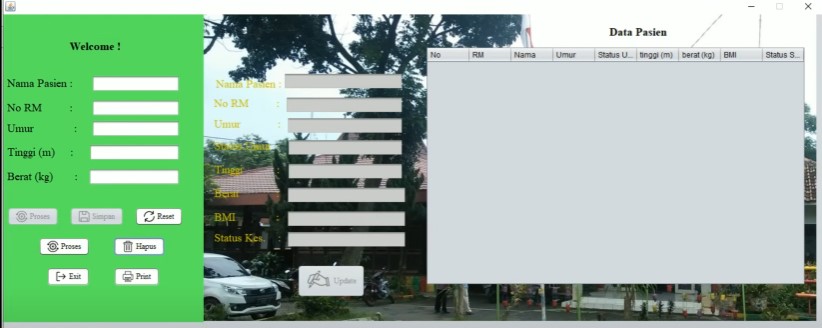 Welcome !
Nama Pasien :
No RM :
Umur :
Tinggi (m) :
Berat (kg) :
Proses Simpan Reset
Proses Hapus
Exit Print
Nama Pasien :
No RM :
Umur :
Tinggi :
Berat
BMI :
Status Kes.
Update
Data Pasien
No RM Nama Umur Status U... tinggi (m) berat (kg) BMI Status S...